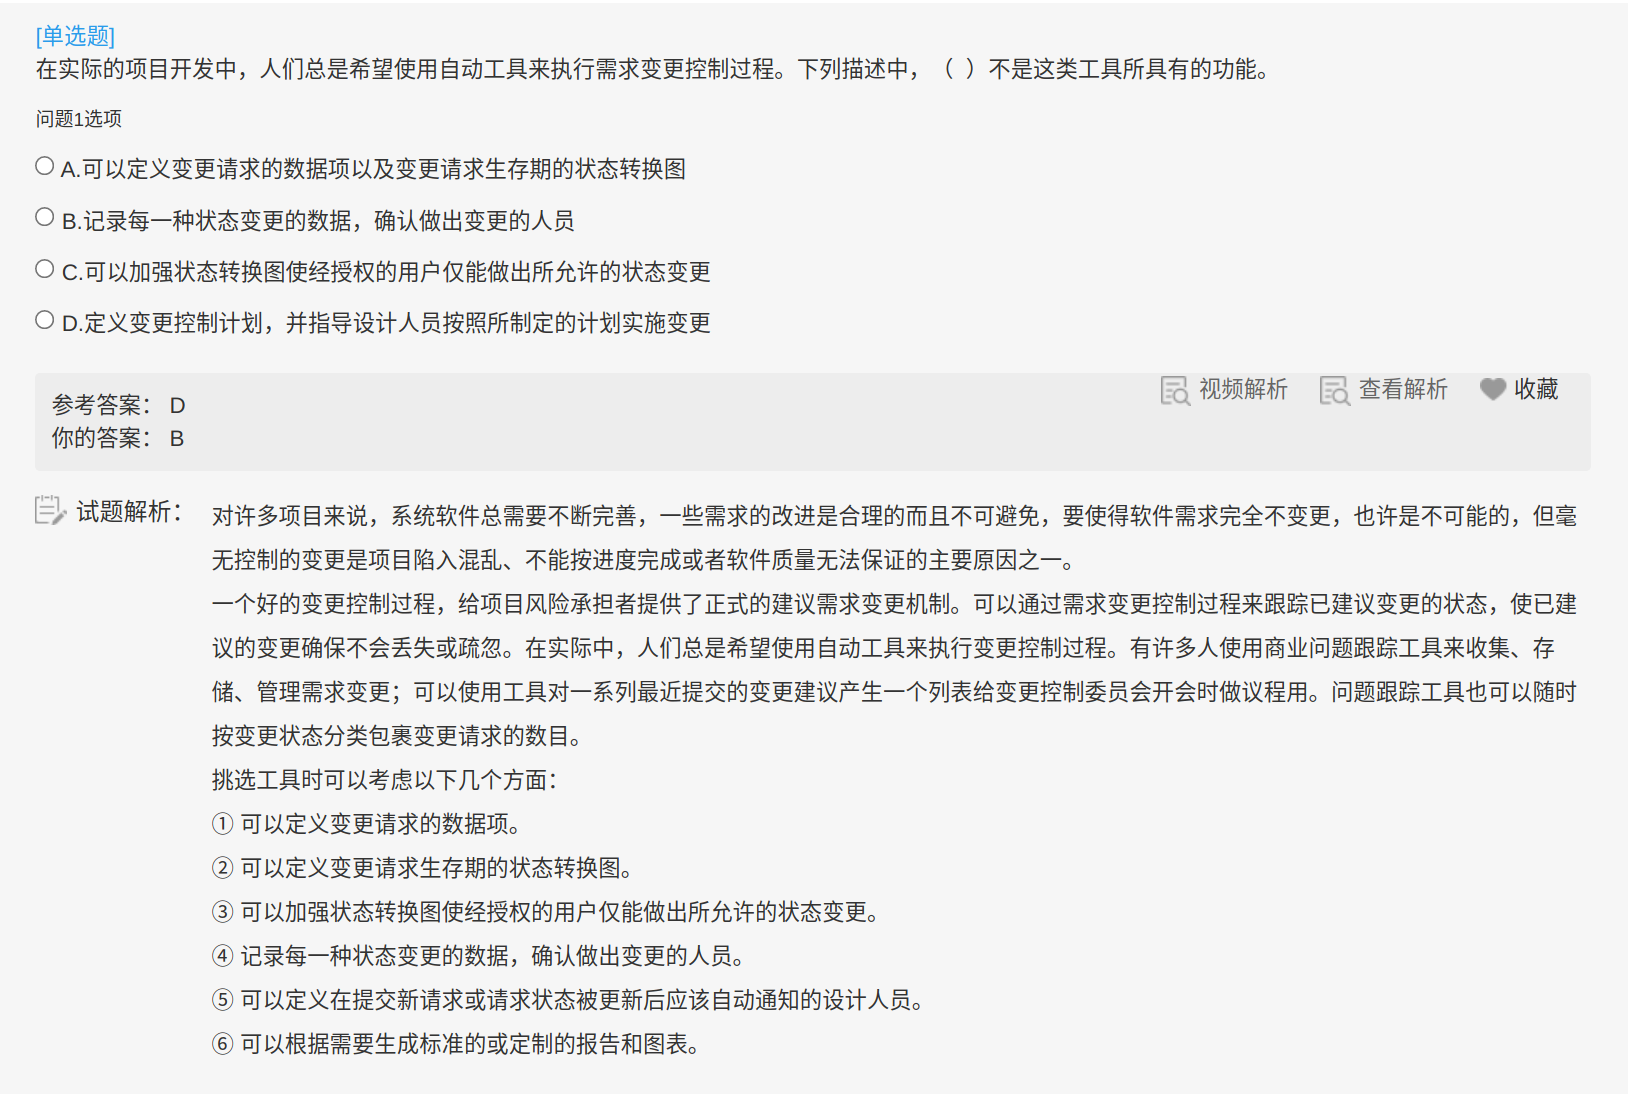 [单选题]
在实际的项目开发中，人们总是希望使用自动工具来执行需求变更控制过程。下列描述中，（  ）不是这类工具所具有的功能。
问题1选项
A.可以定义变更请求的数据项以及变更请求生存期的状态转换图
B.记录每一种状态变更的数据，确认做出变更的人员
C.可以加强状态转换图使经授权的用户仅能做出所允许的状态变更
D.定义变更控制计划，并指导设计人员按照所制定的计划实施变更
视频解析 查看解析 收藏
参考答案： D
你的答案： B
试题解析：
对许多项目来说，系统软件总需要不断完善，一些需求的改进是合理的而且不可避免，要使得软件需求完全不变更，也许是不可能的，但毫
无控制的变更是项目陷入混乱、不能按进度完成或者软件质量无法保证的主要原因之一。
一个好的变更控制过程，给项目风险承担者提供了正式的建议需求变更机制。可以通过需求变更控制过程来跟踪已建议变更的状态，使已建
议的变更确保不会丢失或疏忽。在实际中，人们总是希望使用自动工具来执行变更控制过程。有许多人使用商业问题跟踪工具来收集、存
储、管理需求变更；可以使用工具对一系列最近提交的变更建议产生一个列表给变更控制委员会开会时做议程用。问题跟踪工具也可以随时
按变更状态分类包裹变更请求的数目。
挑选工具时可以考虑以下几个方面：
① 可以定义变更请求的数据项。
② 可以定义变更请求生存期的状态转换图。
③ 可以加强状态转换图使经授权的用户仅能做出所允许的状态变更。
④ 记录每一种状态变更的数据，确认做出变更的人员。
⑤ 可以定义在提交新请求或请求状态被更新后应该自动通知的设计人员。
⑥ 可以根据需要生成标准的或定制的报告和图表。